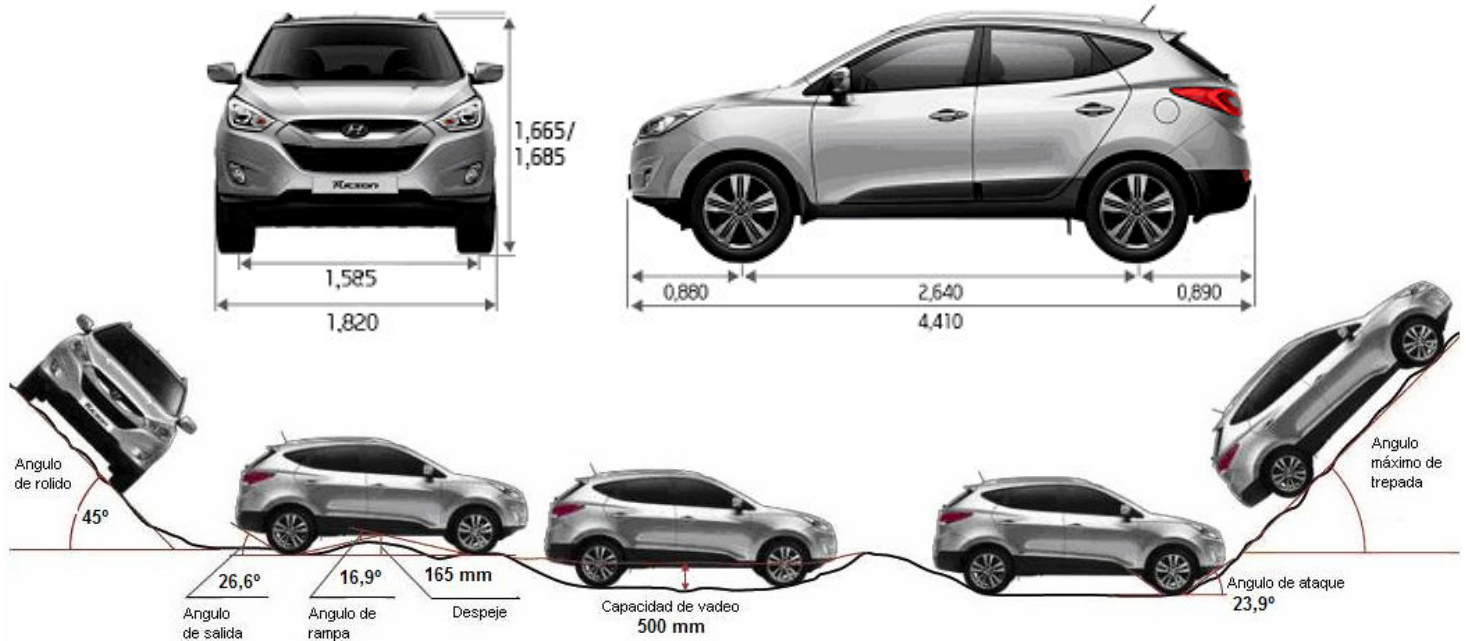 1,665/
1,685
Tucson
1,585
1,820
0,880
2,640
0,890
4,410
Angulo
de rolido
45º
26,6º
Angulo
de salida
16,9º
Angulo de
rampa
165 mm
Despeje
Capacidad de vadeo
500 mm
Angulo
máximo de
trepada
Angulo de ataque
23,9º